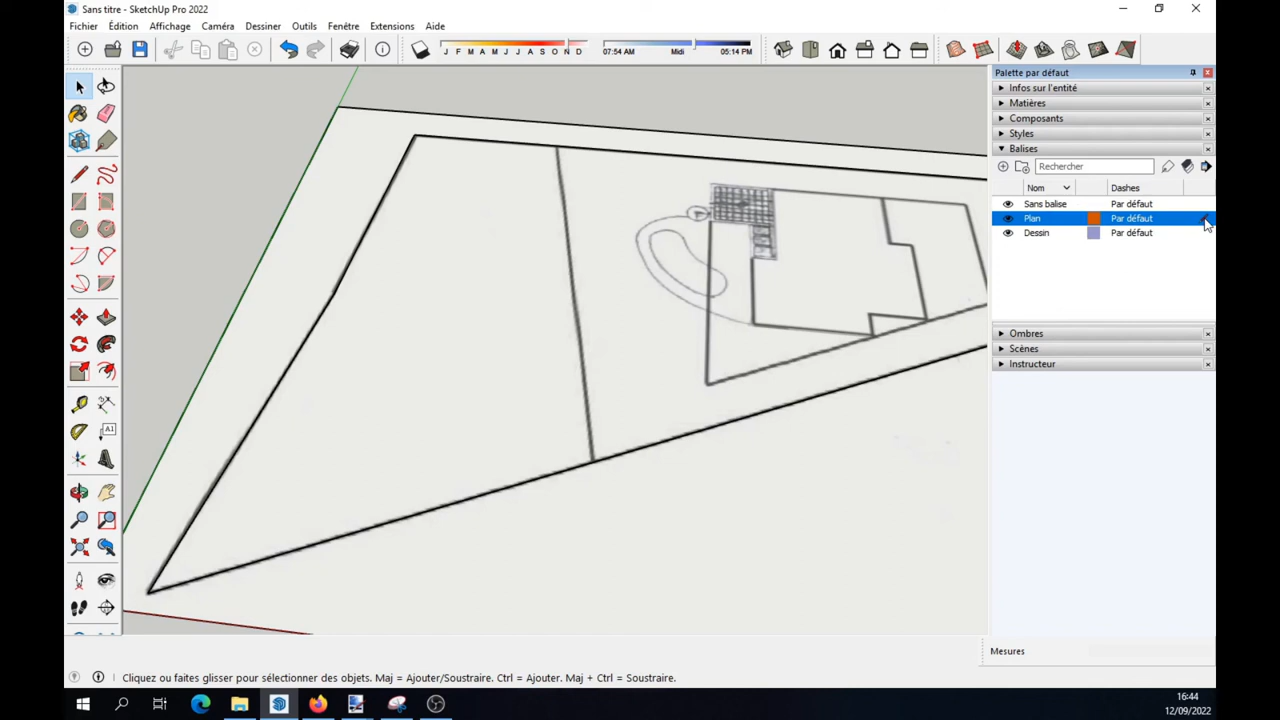 Sans titre - SketchUp Pro 2022
Fichier Édition Affichage Caméra Dessiner Outils Fenêtre Extensions Aide
J F M A M J J A S O N D
07:54 AM Midi 05:14 PM
Palette par défaut
Infos sur l'entité
Matières
Composants
Styles
Balises
Rechercher
Nom Dashes
Sans balise Par défaut
Plan Par défaut
Dessin Par défaut
Ombres
Scènes
Instructeur
A1
Mesures
Cliquez ou faites glisser pour sélectionner des objets. Maj = Ajouter/Soustraire. Ctrl = Ajouter. Maj + Ctrl = Soustraire.
16:44
12/09/2022